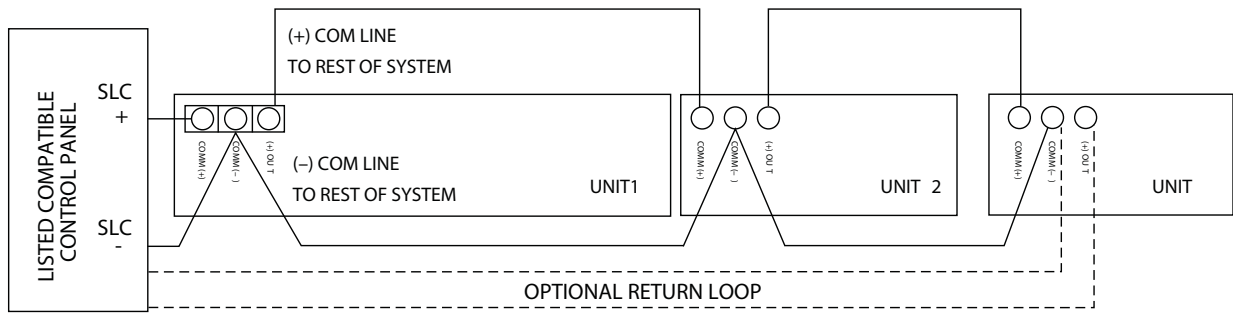 LISTED COMPATIBLE
CONTROL PANEL
SLC
+
SLC
-
(+) COM LINE
TO REST OF SYSTEM
COMM (+)
COMM (–)
(+) OUT
(–) COM LINE
TO REST OF SYSTEM
UNIT1
COMM (+)
COMM (–)
(+) OUT
UNIT 2
COMM (+)
COMM (–)
(+) OUT
UNIT
OPTIONAL RETURN LOOP